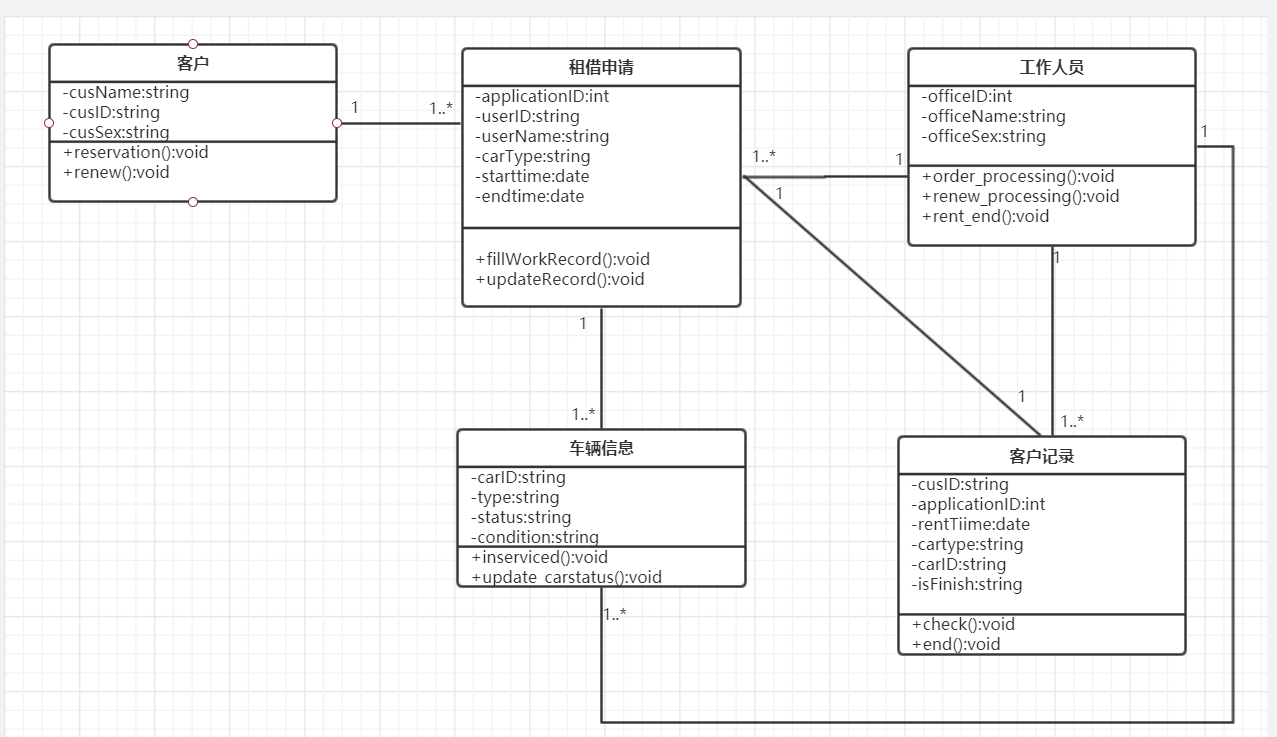 客户
-cusName:string
-cusID:string
-cusSex:string
+reservation():void
+renew():void
1
1..*
租借申请
-applicationID:int
-userID:string
-userName:string
-carType:string
-starttime:date
-endtime:date
+fillWorkRecord():void
+updateRecord():void
1..*
1
1
工作人员
-officeID:int
-officeName:string
-officeSex:string
+order_processing():void
+renew_processing():void
+rent_end():void
1
1
1
1..*
1
1..*
车辆信息
-carID:string
-type:string
-status:string
-condition:string
+inserviced():void
+update_carstatus():void
1..*
客户记录
-cusID:string
-applicationID:int
-rentTiime:date
-cartype:string
-carID:string
-isFinish:string
+check():void
+end():void